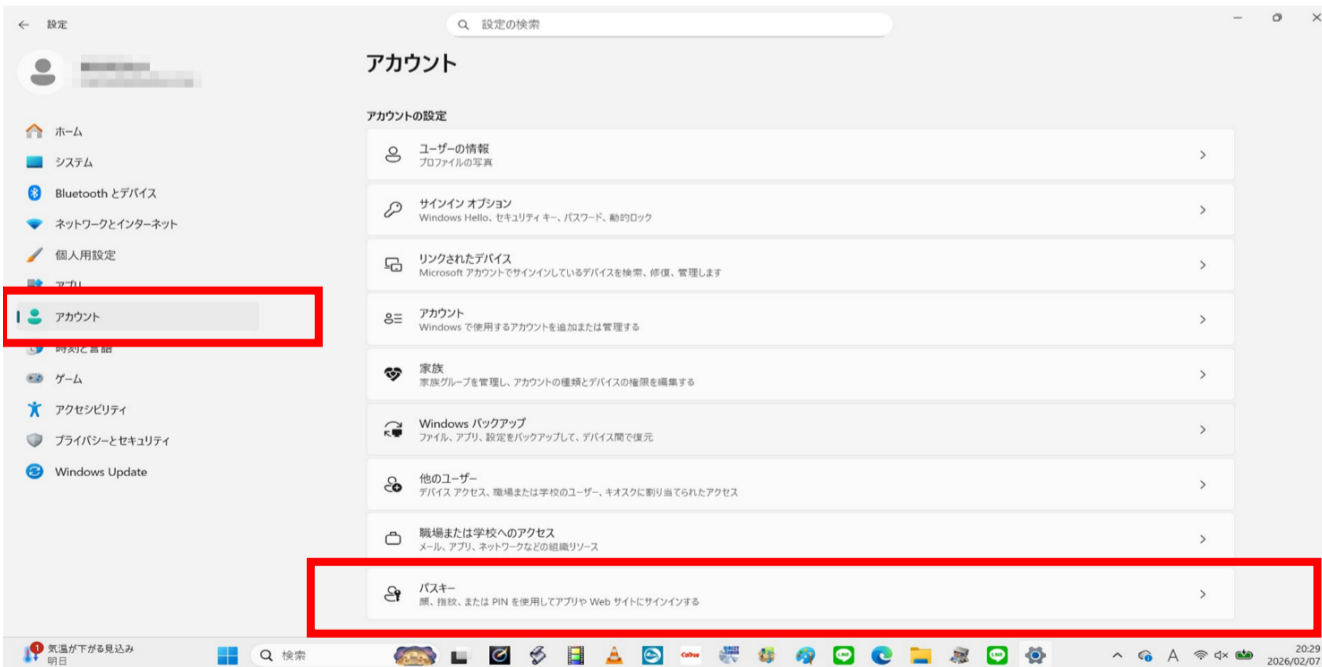 設定
設定の検索
ホーム
システム
Bluetooth とデバイス
ネットワークとインターネット
個人用設定
アプリ
アカウント
時刻と言語
ゲーム
アクセシビリティ
プライバシーとセキュリティ
Windows Update
アカウント
アカウントの設定
ユーザーの情報
プロファイルの写真
サインイン オプション
Windows Hello、セキュリティ キー、パスワード、動的ロック
リンクされたデバイス
Microsoft アカウントでサインインしているデバイスを検索、修復、管理します
アカウント
Windows で使用するアカウントを追加または管理する
家族
家族グループを管理し、アカウントの種類とデバイスの権限を編集する
Windows バックアップ
ファイル、アプリ、設定をバックアップして、デバイス間で復元
他のユーザー
デバイス アクセス、職場または学校のユーザー、キオスクに割り当てられたアクセス
職場または学校へのアクセス
メール、アプリ、ネットワークなどの組織リソース
パスキー
顔、指紋、または PIN を使用してアプリや Web サイトにサインインする
1
気温が下がる見込み
明日
検索
A
20:29
2026/02/07